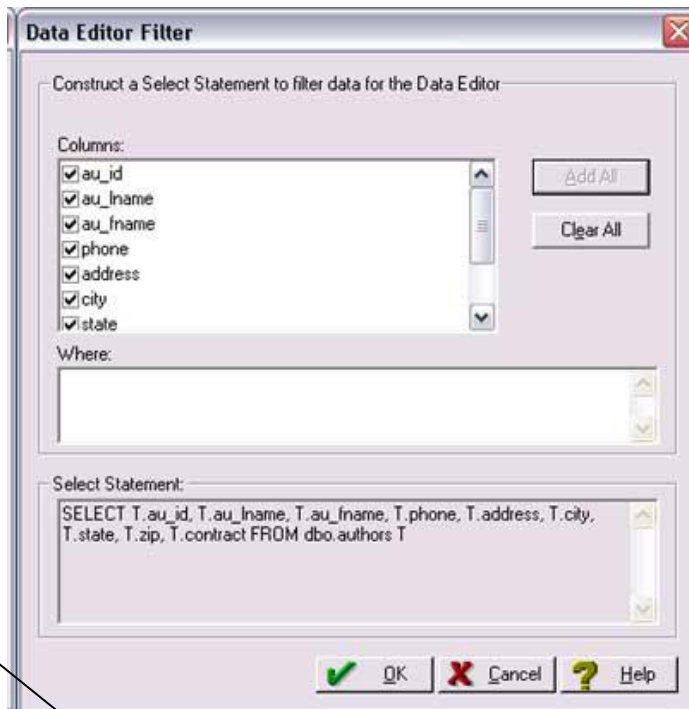 Data Editor Filter
Construct a Select Statement to filter data for the Data Editor
Columns:
au_id
Add All
au_lname
au_fname
Clear All
phone
address
city
state
Where:
Select Statement:
SELECT T.au_id, T.au_lname, T.au_fname, T.phone, T.address, T.city,
T.state, T.zip, T.contract FROM dbo.authors T
OK Cancel Help